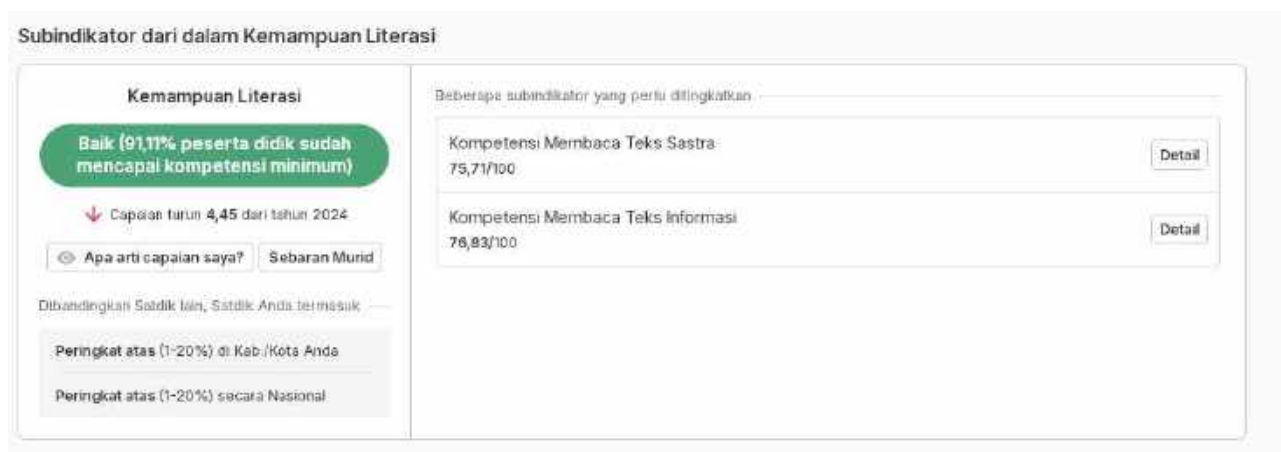 Subindikator dari dalam Kemampuan Literasi
Kemampuan Literasi
Baik (91,11% peserta didik sudah
mencapai kompetensi minimum)
Capaian turun 4,45 dari tahun 2024
Apa arti capaian saya?
Sebaran Murid
Dibandingkan Satdik lain, Satdik Anda termasuk
Peringkat atas (1-20%) di Kab./Kota Anda
Peringkat atas (1-20%) secara Nasional
Beberapa subindikator yang perlu ditingkatkan
Kompetensi Membaca Teks Sastra
75,71/100
Detail
Kompetensi Membaca Teks Informasi
76,83/100
Detail